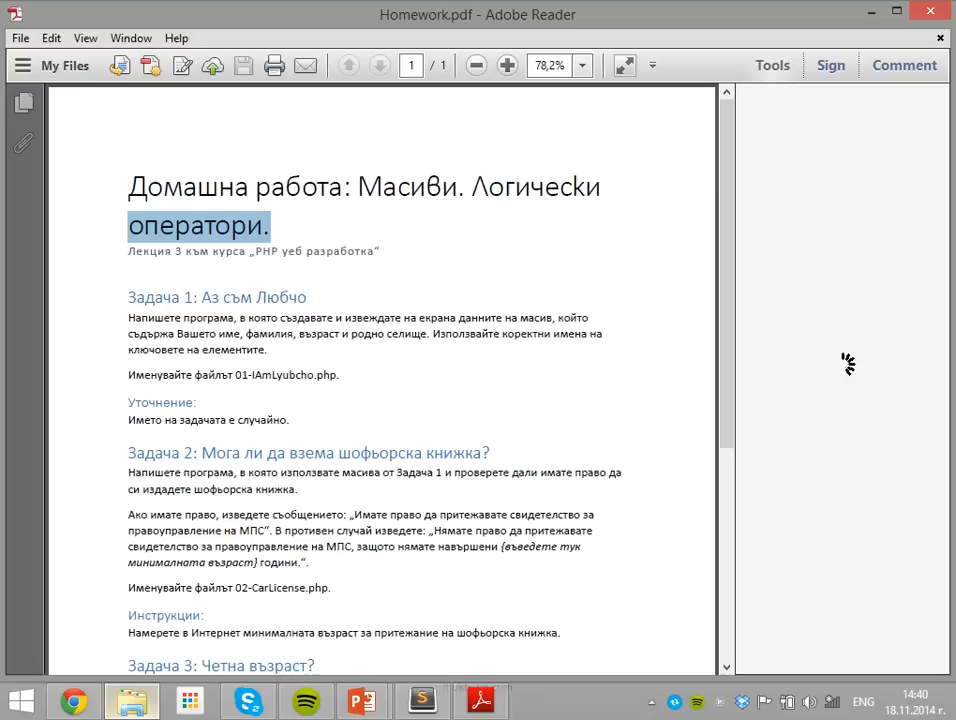 Homework.pdf - Adobe Reader
File Edit View Window Help
My Files
1 / 1
78,2%
Tools Sign Comment
Домашна работа: Масиви. Логически
оператори.
Лекция 3 към курса „PHP уеб разработка“
Задача 1: Аз съм Любчо
Напишете програма, в която създавате и извеждате на екрана данните на масив, който
съдържа Вашето име, фамилия, възраст и родно селище. Използвайте коректни имена на
ключовете на елементите.
Именувайте файлът 01-IAmLyubcho.php.
Уточнение:
Името на задачата е случайно.
Задача 2: Мога ли да взема шофьорска книжка?
Напишете програма, в която използвате масива от Задача 1 и проверете дали имате право да
си издадете шофьорска книжка.
Ако имате право, изведете съобщението: „Имате право да притежавате свидетелство за
правоуправление на МПС“. В противен случай изведете: „Нямате право да притежавате
свидетелство за правоуправление на МПС, защото нямате навършени {въведете тук
минималната възраст} години.“.
Именувайте файлът 02-CarLicense.php.
Инструкции:
Намерете в Интернет минималната възраст за притежание на шофьорска книжка.
Задача 3: Четна възраст?
ENG
14:40
18.11.2014 г.